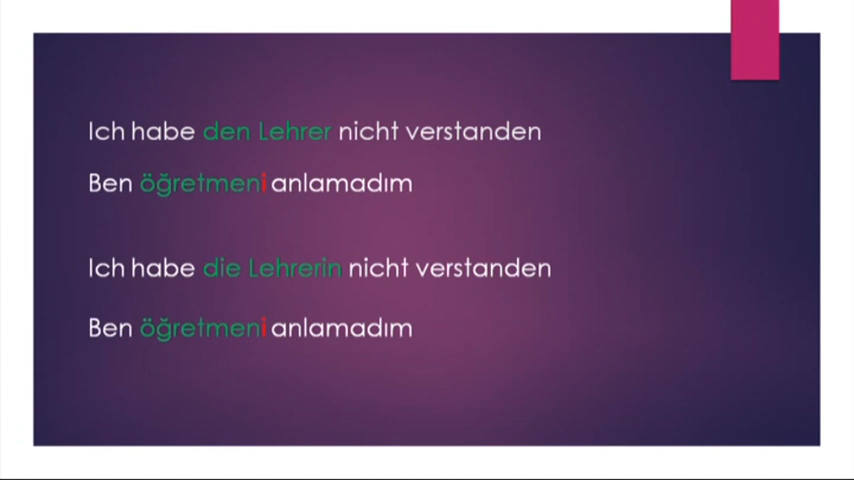 Ich habe den Lehrer nicht verstanden
Ben öğretmeni anlamadım
Ich habe die Lehrerin nicht verstanden
Ben öğretmeni anlamadım